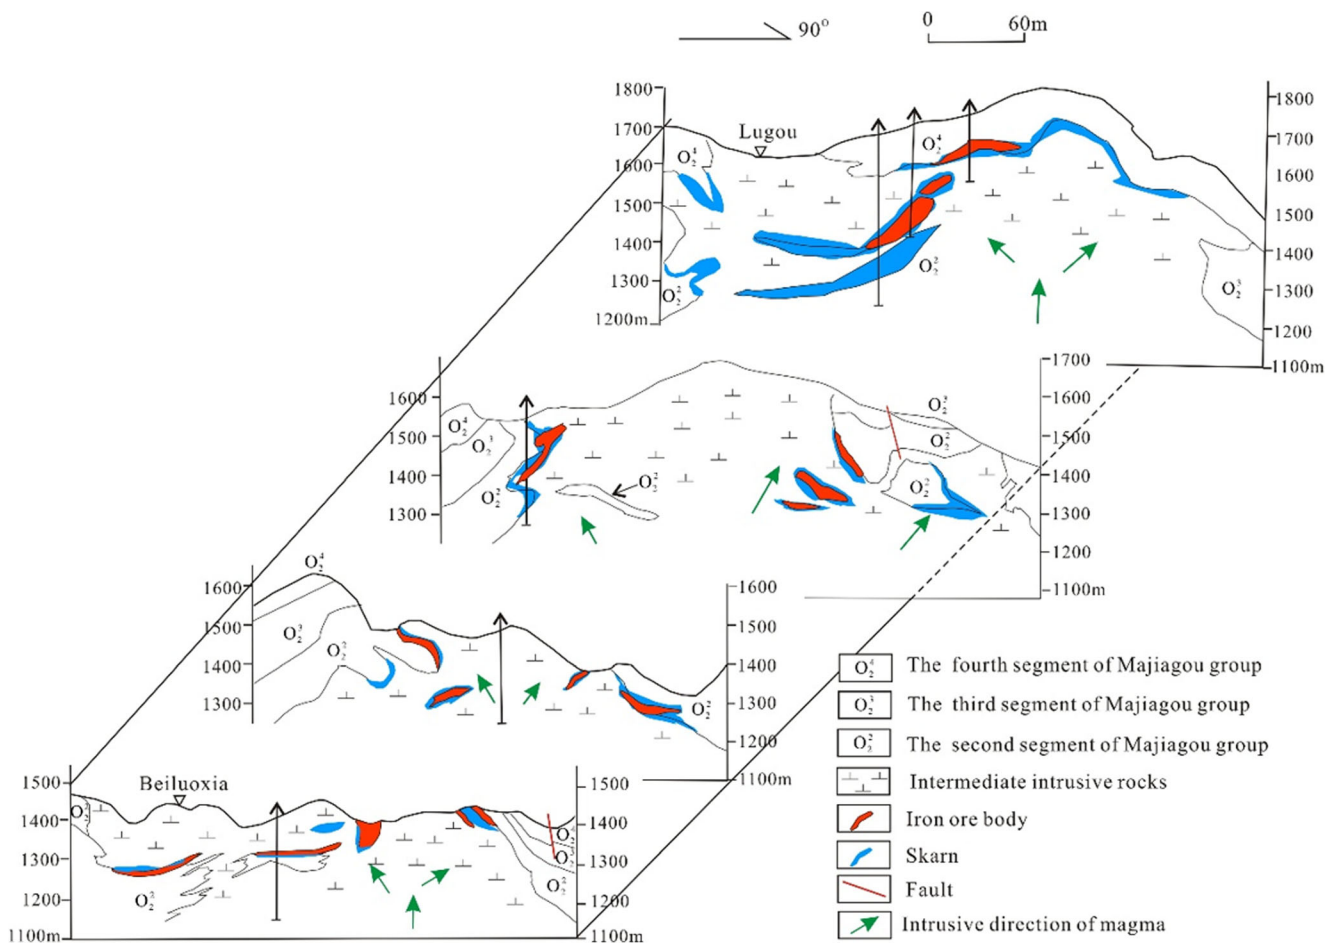 90°
0 60m
1800
1700
1600
1500
1400
1300
1200m
Lugou
O₂⁴
O₂⁴
O₂²
O₂²
O₂³
1800
1700
1600
1500
1400
1300
1200
1100m
1600
1500
1400
1300
O₂⁴
O₂³
O₂²
O₂²
O₂³
O₂²
O₂²
1700
1600
1500
1400
1300
1200
1100m
1600
1500
1400
1300
O₂⁴
O₂³
O₂²
O₂²
1600
1500
1400
1300
1200
1100m
1500
1400
1300
1200
1100m
Beiluoxia
O₂²
O₂²
1500
1400
1300
1200
1100m
O₂⁴ The fourth segment of Majiagou group
O₂³ The third segment of Majiagou group
O₂² The second segment of Majiagou group
Intermediate intrusive rocks
Iron ore body
Skarn
Fault
Intrusive direction of magma